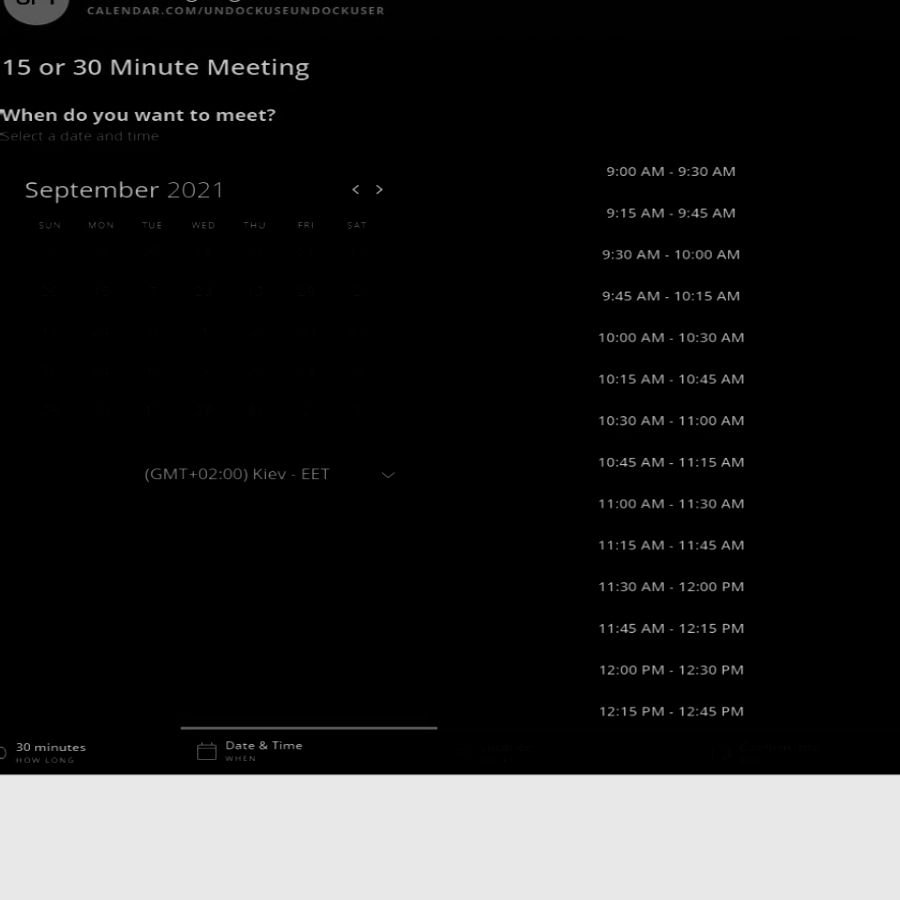 CALENDAR.COM/UNDOCKUSEUNDOCKUSER
15 or 30 Minute Meeting
When do you want to meet?
Select a date and time
September 2021
SUN MON TUE WED THU FRI SAT
(GMT+02:00) Kiev - EET
9:00 AM - 9:30 AM
9:15 AM - 9:45 AM
9:30 AM - 10:00 AM
9:45 AM - 10:15 AM
10:00 AM - 10:30 AM
10:15 AM - 10:45 AM
10:30 AM - 11:00 AM
10:45 AM - 11:15 AM
11:00 AM - 11:30 AM
11:15 AM - 11:45 AM
11:30 AM - 12:00 PM
11:45 AM - 12:15 PM
12:00 PM - 12:30 PM
12:15 PM - 12:45 PM
30 minutes
HOW LONG
Date & Time
WHEN